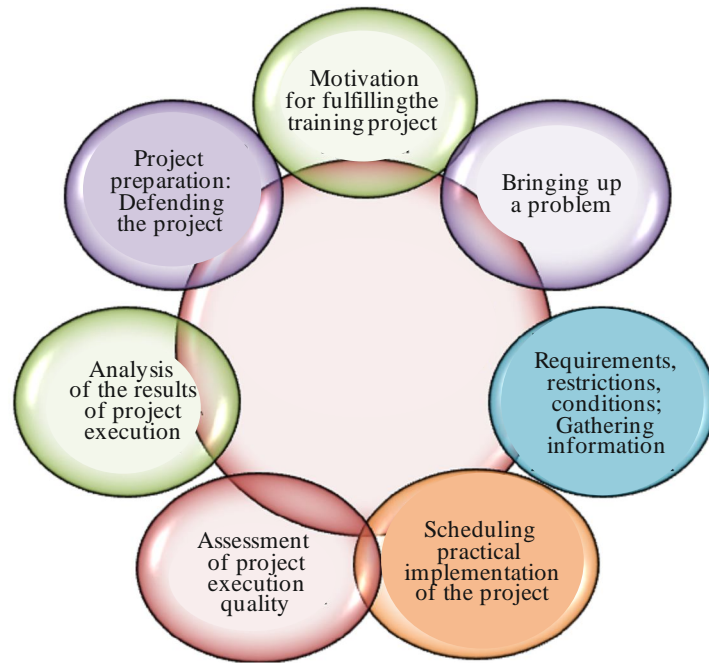 Motivation
for fulfillingthe
training project
Bringing up
a problem
Requirements,
restrictions,
conditions;
Gathering
information
Scheduling
practical
implementation
of the project
Assessment
of project
execution
quality
Analysis
of the results
of project
execution
Project
preparation:
Defending
the project